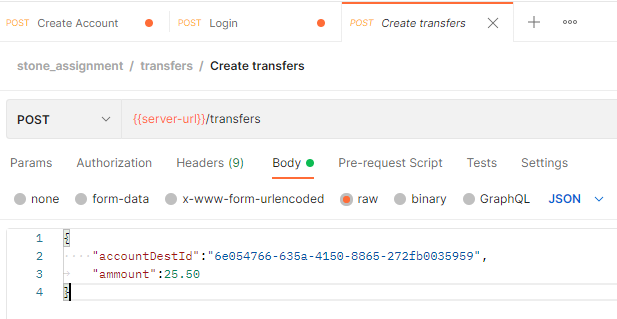 POST Create Account POST Login POST Create transfers
stone_assignment / transfers / Create transfers
POST {{server-url}}/transfers
Params Authorization Headers (9) Body Pre-request Script Tests Settings
none form-data x-www-form-urlencoded raw binary GraphQL JSON
1 {
2 "accountDestId":"6e054766-635a-4150-8865-272fb0035959",
3 "ammount":25.50
4 }